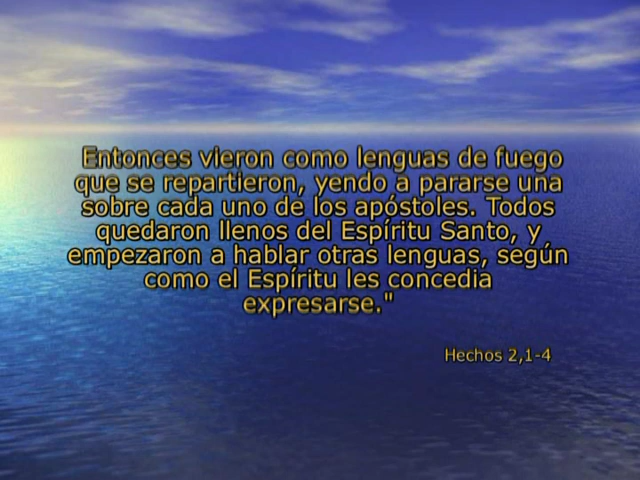 Entonces vieron como lenguas de fuego
que se repartieron, yendo a pararse una
sobre cada uno de los apóstoles. Todos
quedaron llenos del Espíritu Santo, y
empezaron a hablar otras lenguas, según
como el Espíritu les concedia
expresarse."
Hechos 2,1-4